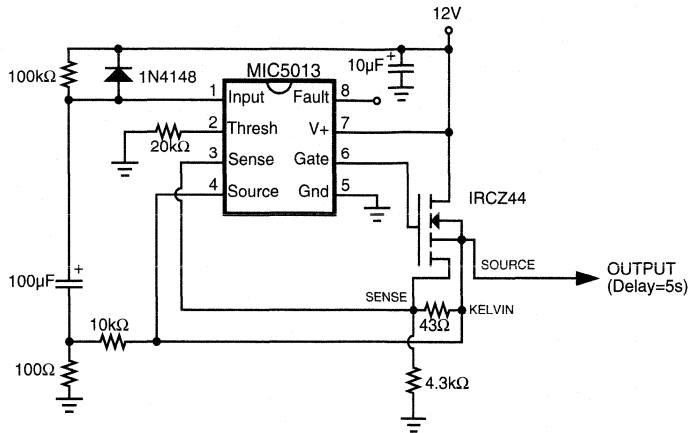 12V
100kΩ
1N4148
MIC5013
10µF
+
1
Input
Fault
8
2
Thresh
V+
7
20kΩ
3
Sense
Gate
6
4
Source
Gnd
5
IRCZ44
SOURCE
OUTPUT
(Delay=5s)
100µF
+
SENSE
43Ω
KELVIN
10kΩ
100Ω
4.3kΩ